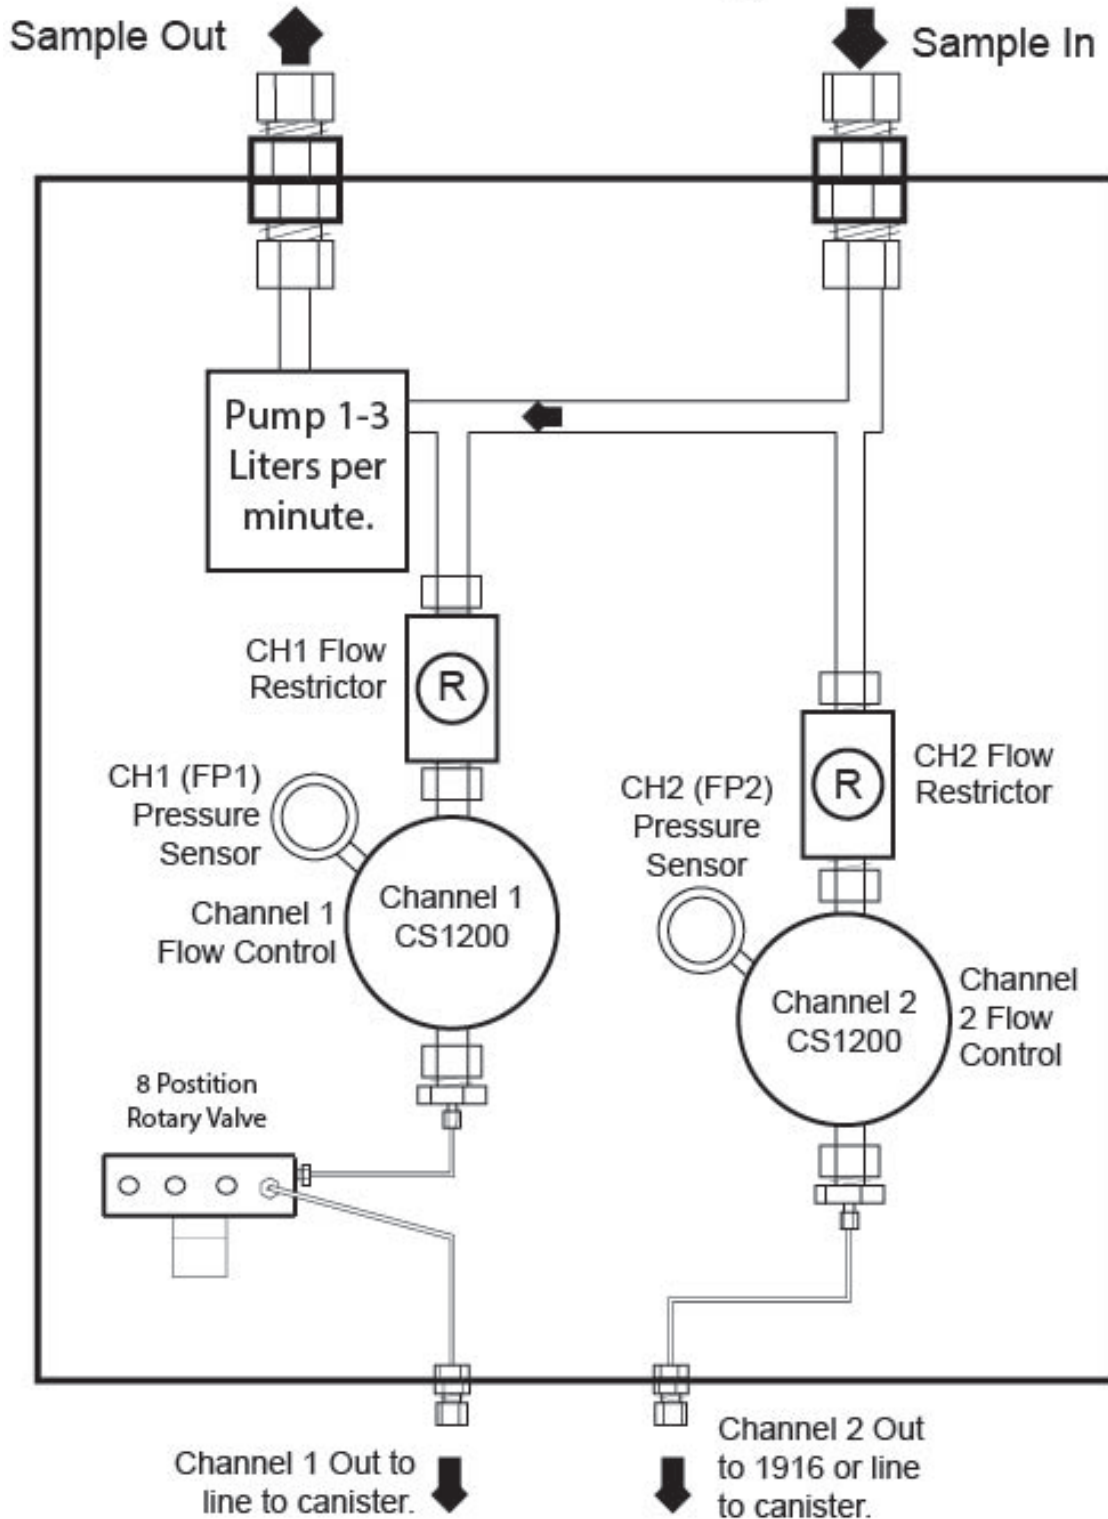 Sample Out
Sample In
Pump 1-3
Liters per
minute.
CH1 Flow
Restrictor
R
CH1 (FP1)
Pressure
Sensor
Channel 1
Flow Control
Channel 1
CS1200
CH2 (FP2)
Pressure
Sensor
R
CH2 Flow
Restrictor
Channel 2
CS1200
Channel
2 Flow
Control
8 Postition
Rotary Valve
Channel 1 Out to
line to canister.
Channel 2 Out
to 1916 or line
to canister.